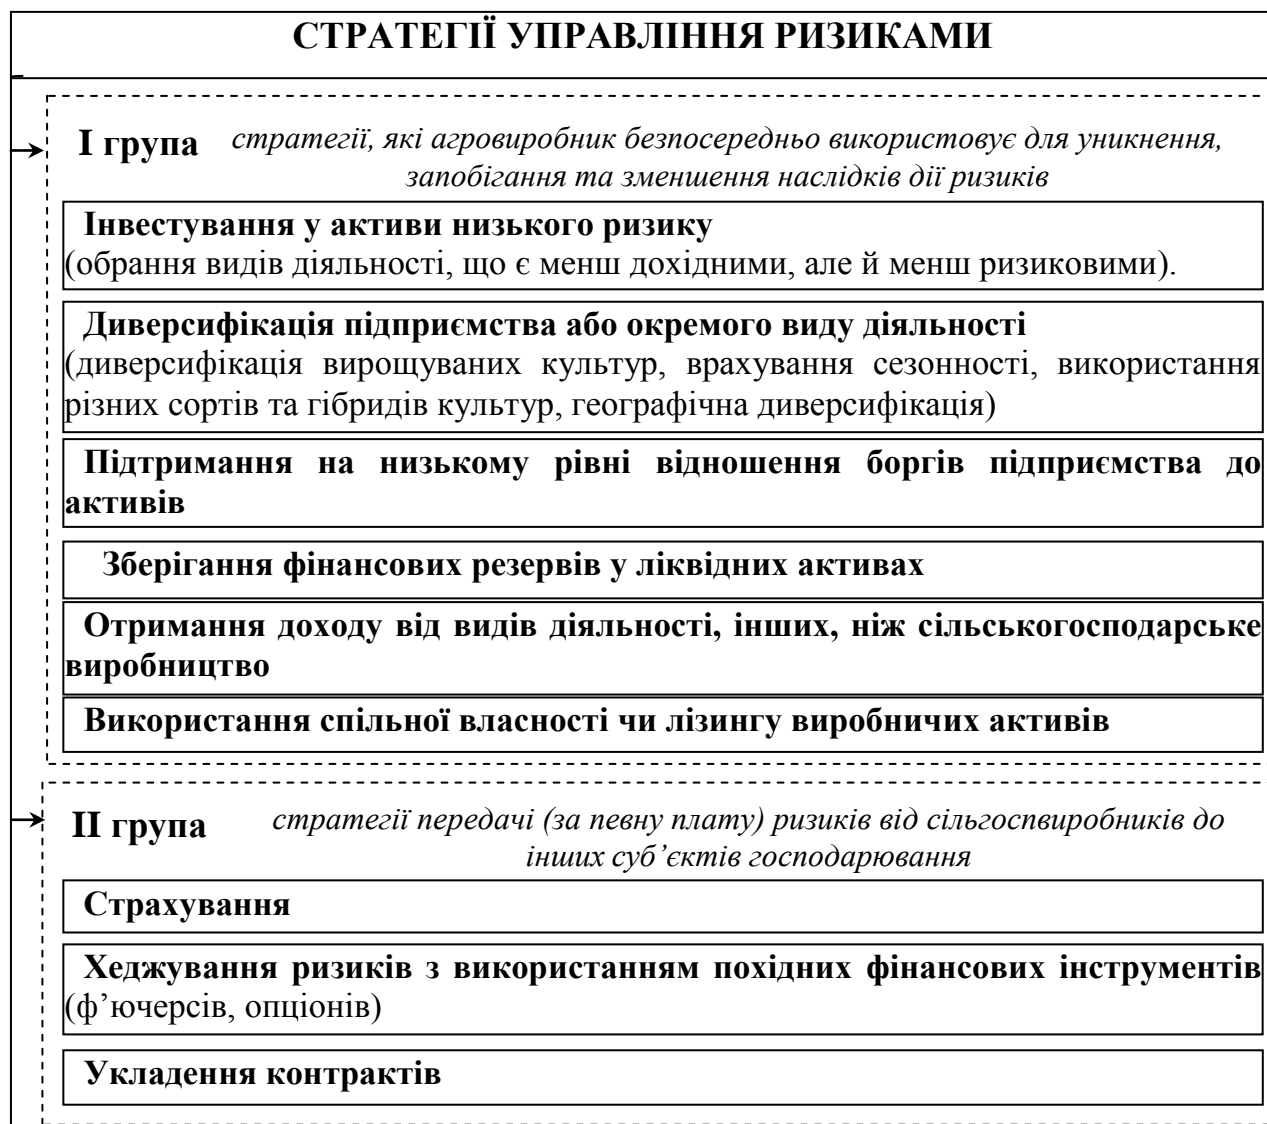 СТРАТЕГІЇ УПРАВЛІННЯ РИЗИКАМИ
І група стратегії, які агровиробник безпосередньо використовує для уникнення,
запобігання та зменшення наслідків дії ризиків
Інвестування у активи низького ризику
(обрання видів діяльності, що є менш дохідними, але й менш ризиковими).
Диверсифікація підприємства або окремого виду діяльності
(диверсифікація вирощуваних культур, врахування сезонності, використання
різних сортів та гібридів культур, географічна диверсифікація)
Підтримання на низькому рівні відношення боргів підприємства до
активів
Зберігання фінансових резервів у ліквідних активах
Отримання доходу від видів діяльності, інших, ніж сільськогосподарське
виробництво
Використання спільної власності чи лізингу виробничих активів
ІІ група стратегії передачі (за певну плату) ризиків від сільгоспвиробників до
інших суб’єктів господарювання
Страхування
Хеджування ризиків з використанням похідних фінансових інструментів
(ф’ючерсів, опціонів)
Укладення контрактів